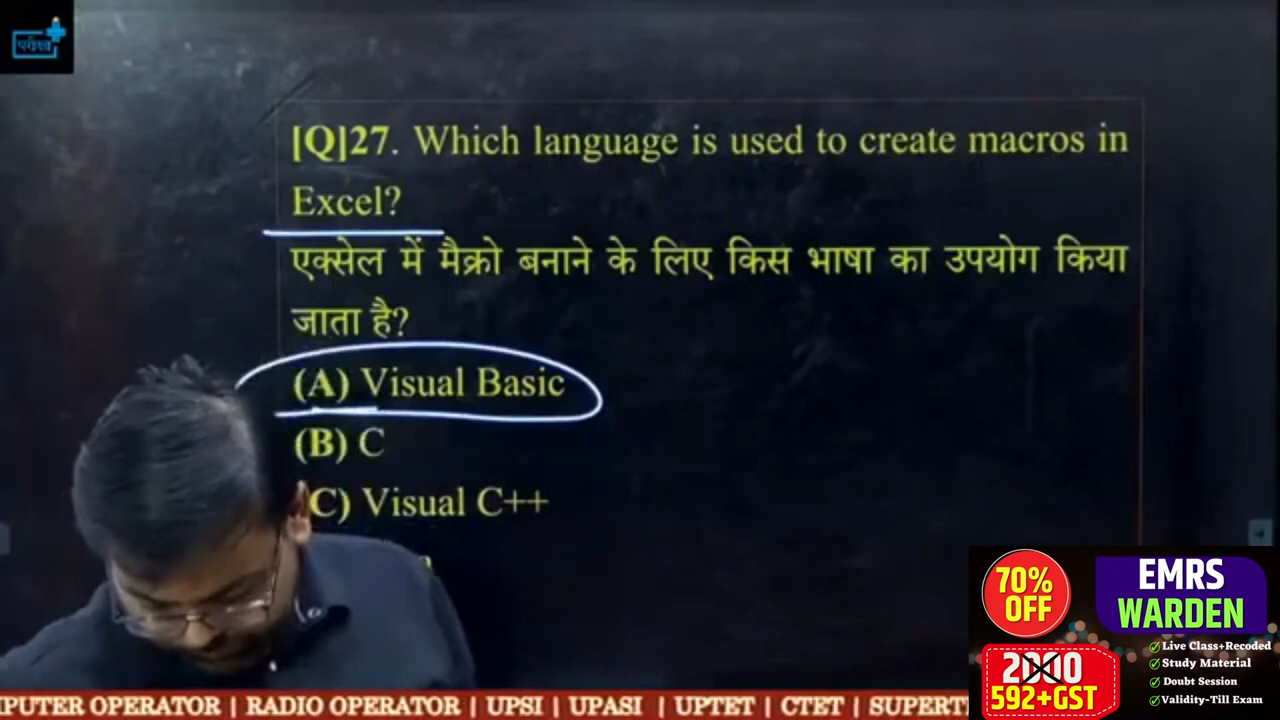 परीक्षा
[Q]27. Which language is used to create macros in
Excel?
एक्सेल में मैक्रो बनाने के लिए किस भाषा का उपयोग किया
जाता है?
(A) Visual Basic
(B) C
C) Visual C++
70%
OFF
EMRS
WARDEN
2000
592+GST
Live Class+Recoded
Study Material
Doubt Session
Validity-Till Exam
PUTER OPERATOR | RADIO OPERATOR | UPSI | UPASI | UPTET | CTET | SUPERT